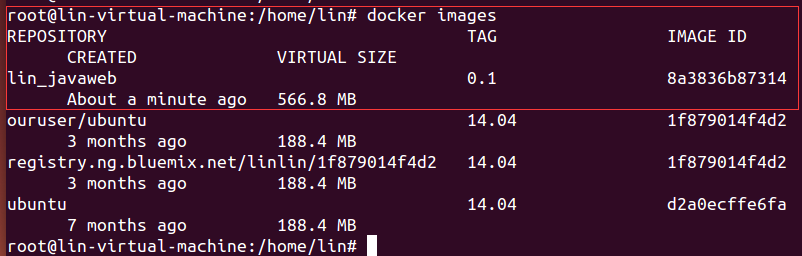 root@lin-virtual-machine:/home/lin# docker images
REPOSITORY TAG IMAGE ID
CREATED VIRTUAL SIZE
lin_javaweb 0.1 8a3836b87314
About a minute ago 566.8 MB
ouruser/ubuntu 14.04 1f879014f4d2
3 months ago 188.4 MB
registry.ng.bluemix.net/linlin/1f879014f4d2 14.04 1f879014f4d2
3 months ago 188.4 MB
ubuntu 14.04 d2a0ecffe6fa
7 months ago 188.4 MB
root@lin-virtual-machine:/home/lin#